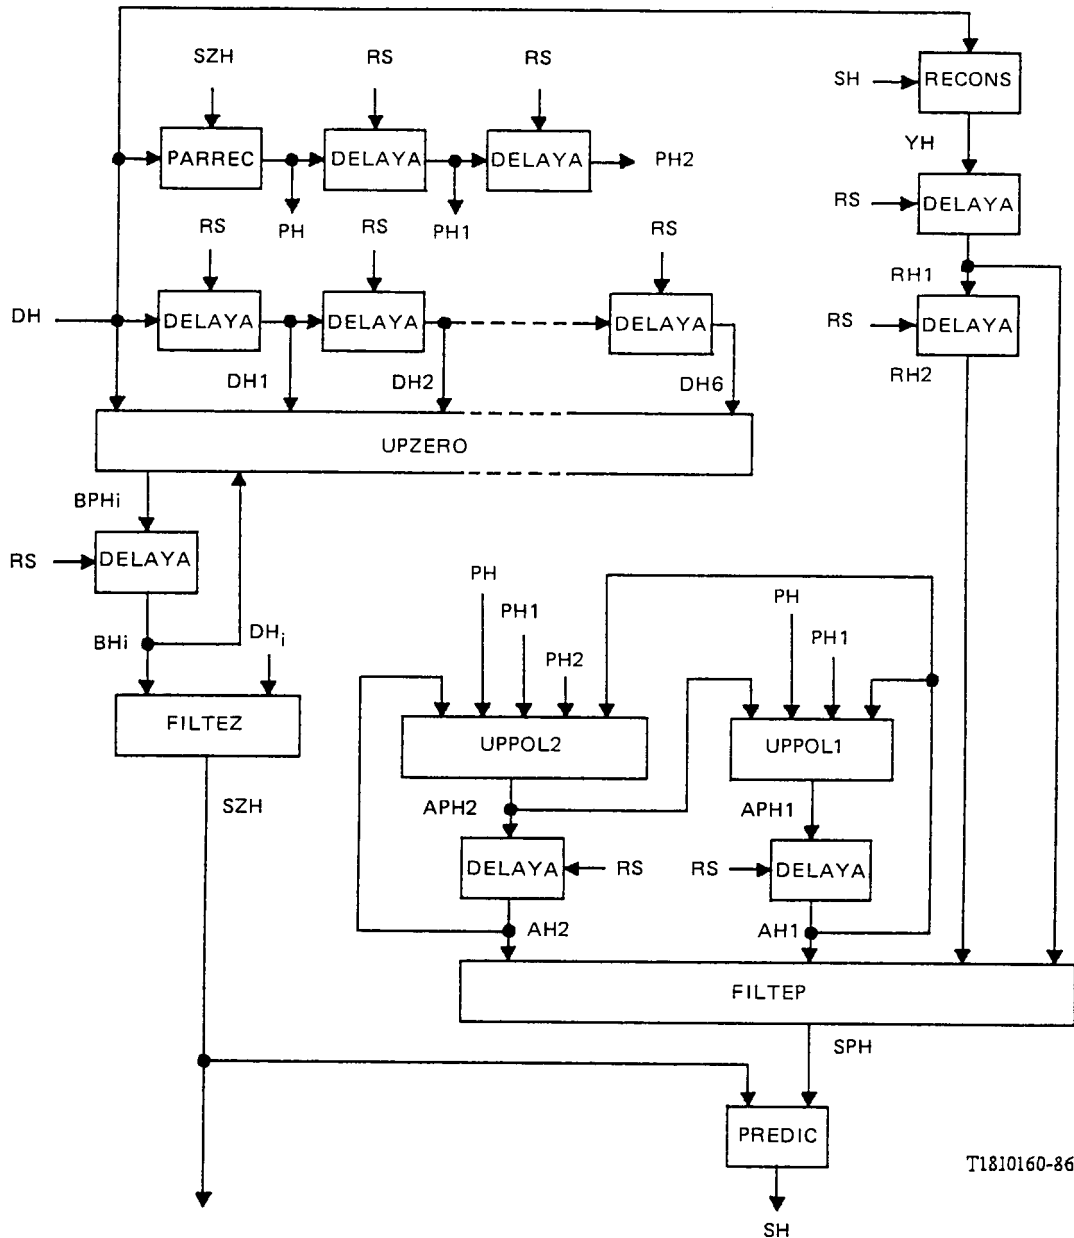 SZH
RS
RS
SH
RECONS
PARREC
DELAYA
DELAYA
PH2
YH
PH
PH1
RS
DELAYA
RS
RS
RS
RH1
DH
DELAYA
DELAYA
DELAYA
RS
DELAYA
DH1
DH2
DH6
RH2
UPZERO
BPHi
RS
DELAYA
BHi
DHi
PH
PH1
PH2
PH
PH1
FILTEZ
UPPOL2
UPPOL1
SZH
APH2
APH1
DELAYA
RS
RS
DELAYA
AH2
AH1
FILTEP
SPH
PREDIC
T1810160-86
SH